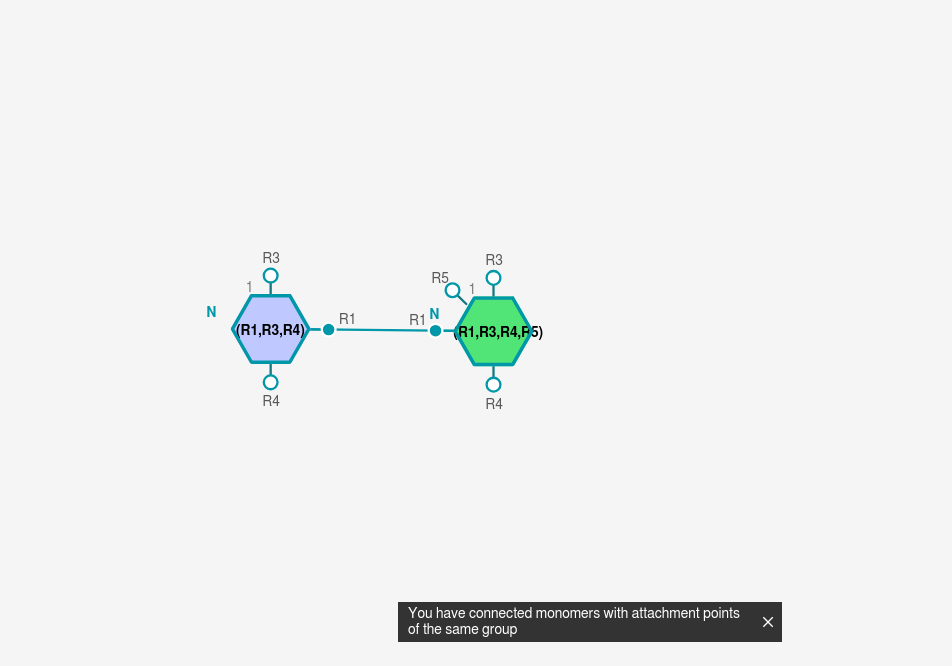 R3
R3
R5
1
1
N
N
R1
R1
(R1,R3,R4)
(R1,R3,R4,R5)
R4
R4
You have connected monomers with attachment points
of the same group